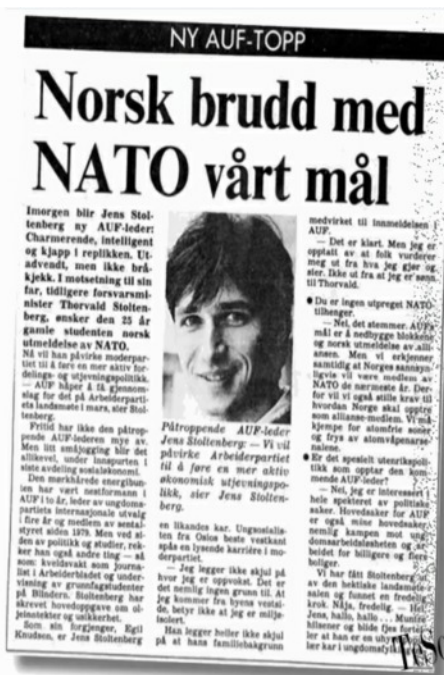 NY AUF-TOPP
Norsk brudd med
NATO vårt mål
Imorgen blir Jens Stol-
tenberg ny AUF-leder:
Charmerende, intelligent
og kjapp i replikken. Ut-
advendt, men ikke brå-
kjekk. I motsetning til sin
far, tidligere forsvarsmi-
nister Thorvald Stolten-
berg, ønsker den 25 år
gamle studenten norsk
utmeldelse av NATO.
Nå vil han påvirke moderpar-
tiet til å føre en mer aktiv for-
delings- og utjevningspolitikk.
— AUF håper å få gjennom-
slag for det på Arbeiderparti-
ets landsmøte i mars, sier Stol-
tenberg.
Fritid har ikke den påtrop-
pende AUF-lederen mye av.
Men litt småjogging blir det
allikevel, under innspurten i
siste avdeling sosialøkonomi.
Den mørkhårede energibun-
ten har vært nestformann i
AUF i to år, leder av ungdoms-
partiets internasjonale utvalg
i fire år og medlem av sentral-
styret siden 1979. Men ved si-
den av politikk og studier, rek-
ker han også andre ting — så
som: kveldsvakt som journa-
list i Arbeiderbladet og under-
visning av grunnfagstudenter
på Blindern. Stoltenberg har
skrevet hovedoppgave om ol-
jeinntekter og usikkerhet.
Som sin forgjenger, Egil
Knudsen, er Jens Stoltenberg
Påtroppende AUF-leder
Jens Stoltenberg: — Vi vil
påvirke Arbeiderpartiet
til å føre en mer aktiv
økonomisk utjevningspo-
litikk, sier Jens Stolten-
berg.
en likandes kar. Ungsosialis-
ten fra Oslos beste vestkant
spås en lysende karrière i mo-
derpartiet.
— Jeg legger ikke skjul på
hvor jeg er oppvokst. Det er
det nemlig ingen grunn til. At
jeg kommer fra byens vestsi-
de, betyr ikke at jeg er miljø-
isolert.
Han legger heller ikke skjul
på at hans familiebakgrunn
medvirket til innmeldelsen i
AUF.
— Det er klart. Men jeg er
opptatt av at folk vurderer
meg ut fra hva jeg gjør og
sier. Ikke ut fra at jeg er sønn
til Thorvald.
● Du er ingen utpreget NATO-
tilhenger.
— Nei, det stemmer. AUFs
mål er å nedbygge blokkene
og norsk utmeldelse av alli-
ansen. Men vi erkjenner
samtidig at Norges sannsyn-
ligvis vil være medlem av
NATO de nærmeste år. Der-
for vil vi også stille krav til
hvordan Norge skal opptre
som allianse-medlem. Vi må
kjempe for atomfrie soner
og frys av atomvåpenarse-
nalene.
● Er det spesielt utenrikspoli-
tikk som opptar den kom-
mende AUF-leder?
— Nei, jeg er interessert i
hele spekteret av politiske
saker. Hovedsaker for AUF
er også mine hovedsaker,
nemlig kampen mot ung-
domsarbeidsløsheten og ar-
beidet for billigere og flere
boliger.
Vi har fått Stoltenberg ut
av den hektiske landsmøte-
salen og funnet en fredelig
krok. Nåja, fredelig. — Hei
Jens, hallo, hallo...
hilsener og blide fjes
ler at han er en
kar i